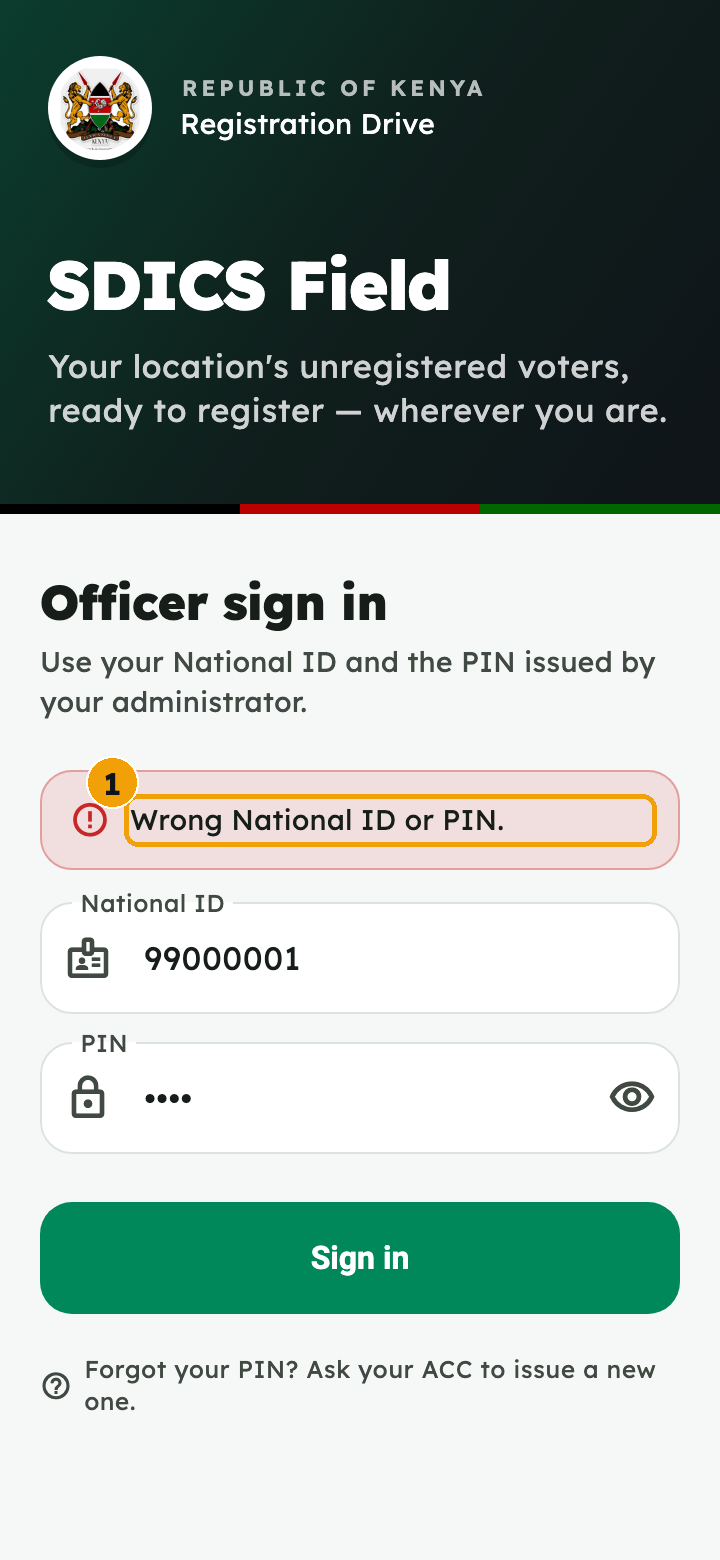 REPUBLIC OF KENYA
Registration Drive
SDICS Field
Your location's unregistered voters,
ready to register — wherever you are.
Officer sign in
Use your National ID and the PIN issued by
your administrator.
1
Wrong National ID or PIN.
National ID
99000001
PIN
••••
Sign in
Forgot your PIN? Ask your ACC to issue a new
one.